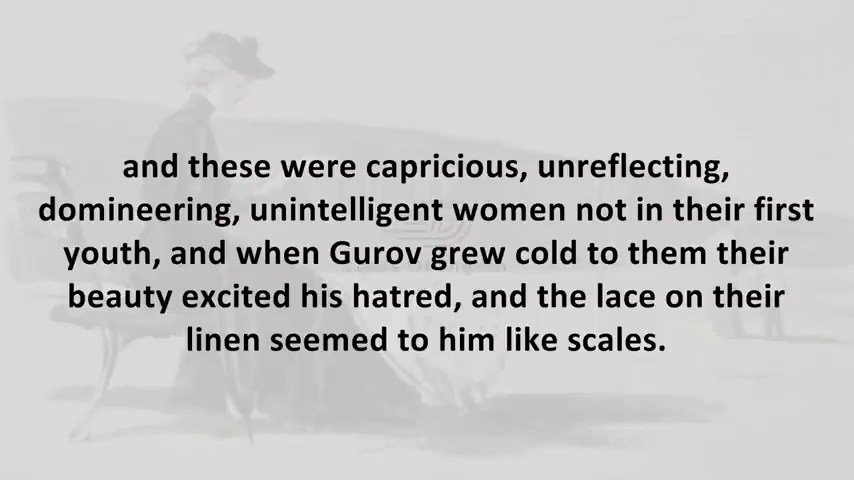 and these were capricious, unreflecting,
domineering, unintelligent women not in their first
youth, and when Gurov grew cold to them their
beauty excited his hatred, and the lace on their
linen seemed to him like scales.